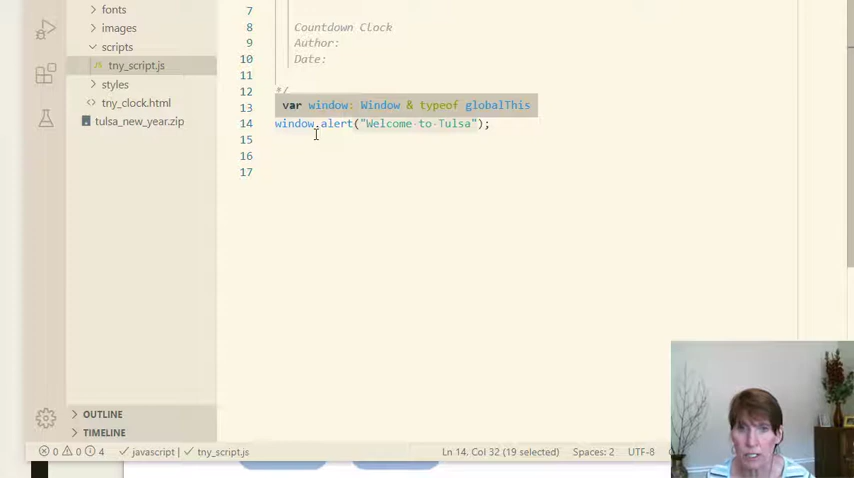 fonts
images
scripts
JS tny_script.js
styles
<> tny_clock.html
tulsa_new_year.zip
OUTLINE
TIMELINE
7
8 Countdown Clock
9 Author:
10 Date:
11
12 */
13 var window: Window & typeof globalThis
14 window.alert("Welcome to Tulsa");
15
16
17
0 0 4 javascript | tny_script.js Ln 14, Col 32 (19 selected) Spaces: 2 UTF-8